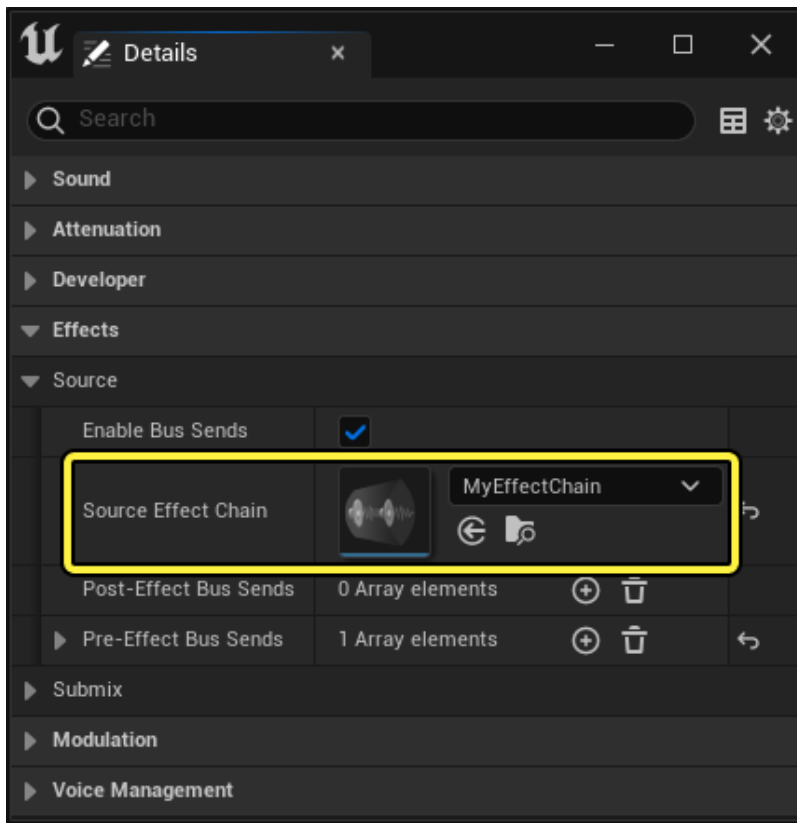 Details
Search
Sound
Attenuation
Developer
Effects
Source
Enable Bus Sends
Source Effect Chain MyEffectChain
Post-Effect Bus Sends 0 Array elements
Pre-Effect Bus Sends 1 Array elements
Submix
Modulation
Voice Management